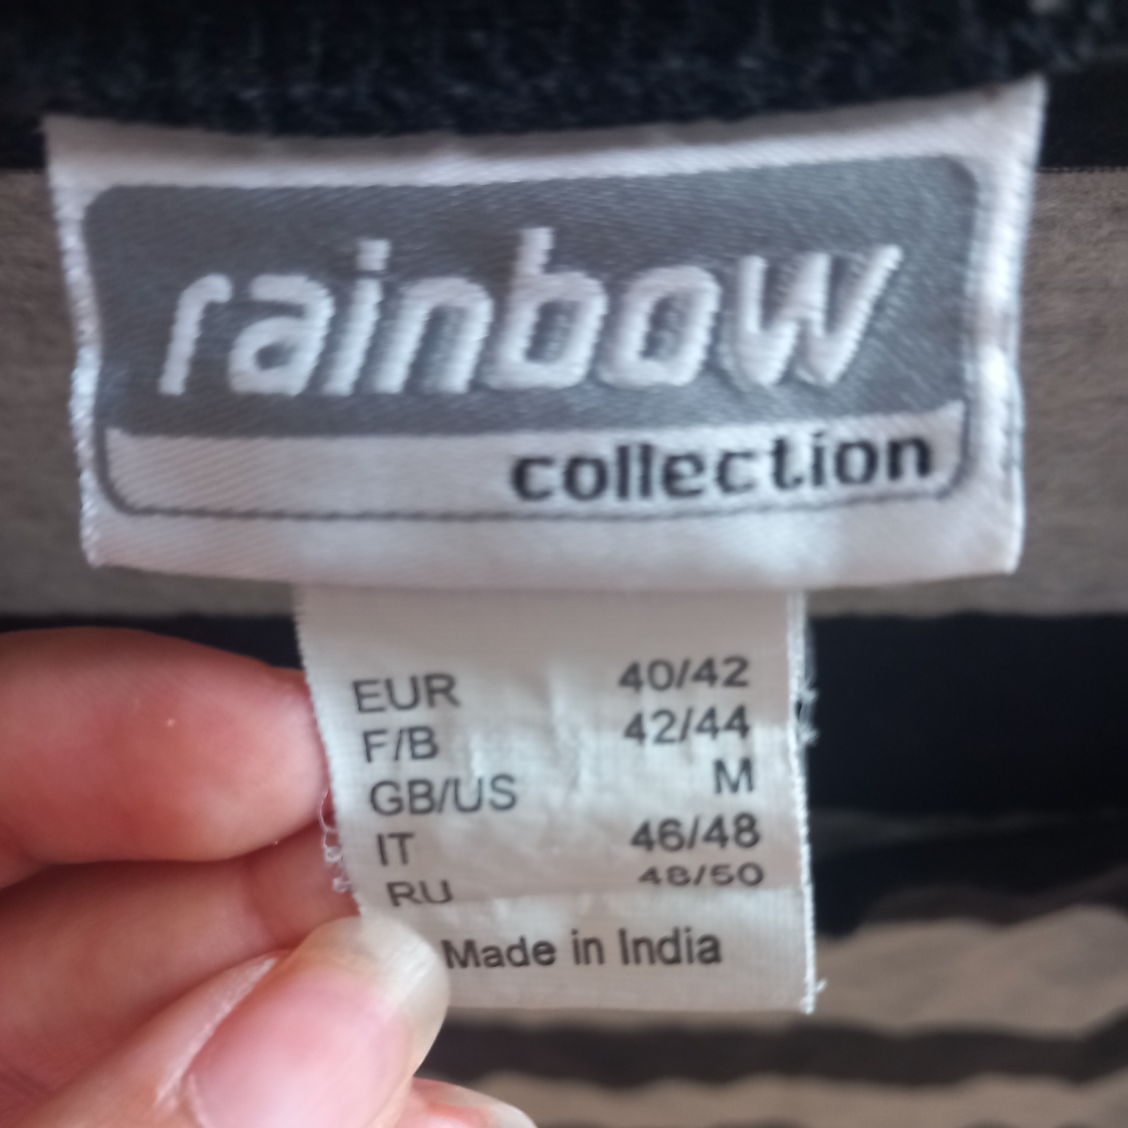 rainbow
collection
EUR 40/42
F/B 42/44
GB/US M
IT 46/48
RU 48/50
Made in India